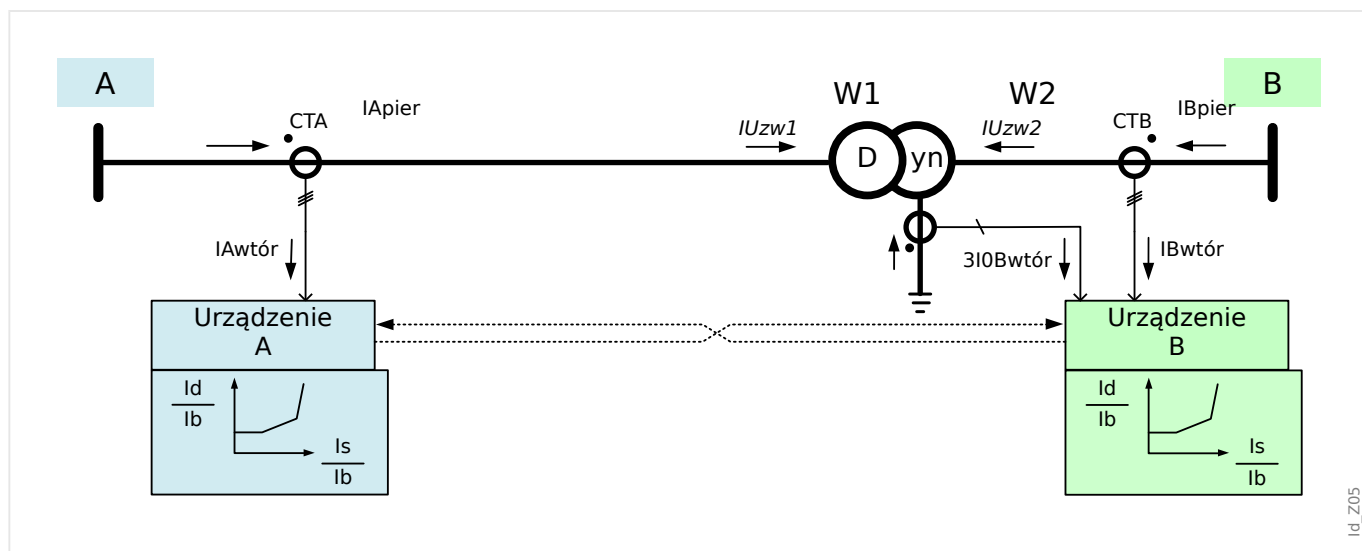 A
B
W1
W2
CTA
IApier
IUzw1
IUzw2
CTB
IBpier
D
yn
IAwtór
3I0Bwtór
IBwtór
Urządzenie
A
Urządzenie
B
Id
Ib
Is
Ib
Id
Ib
Is
Ib
Id_Z05